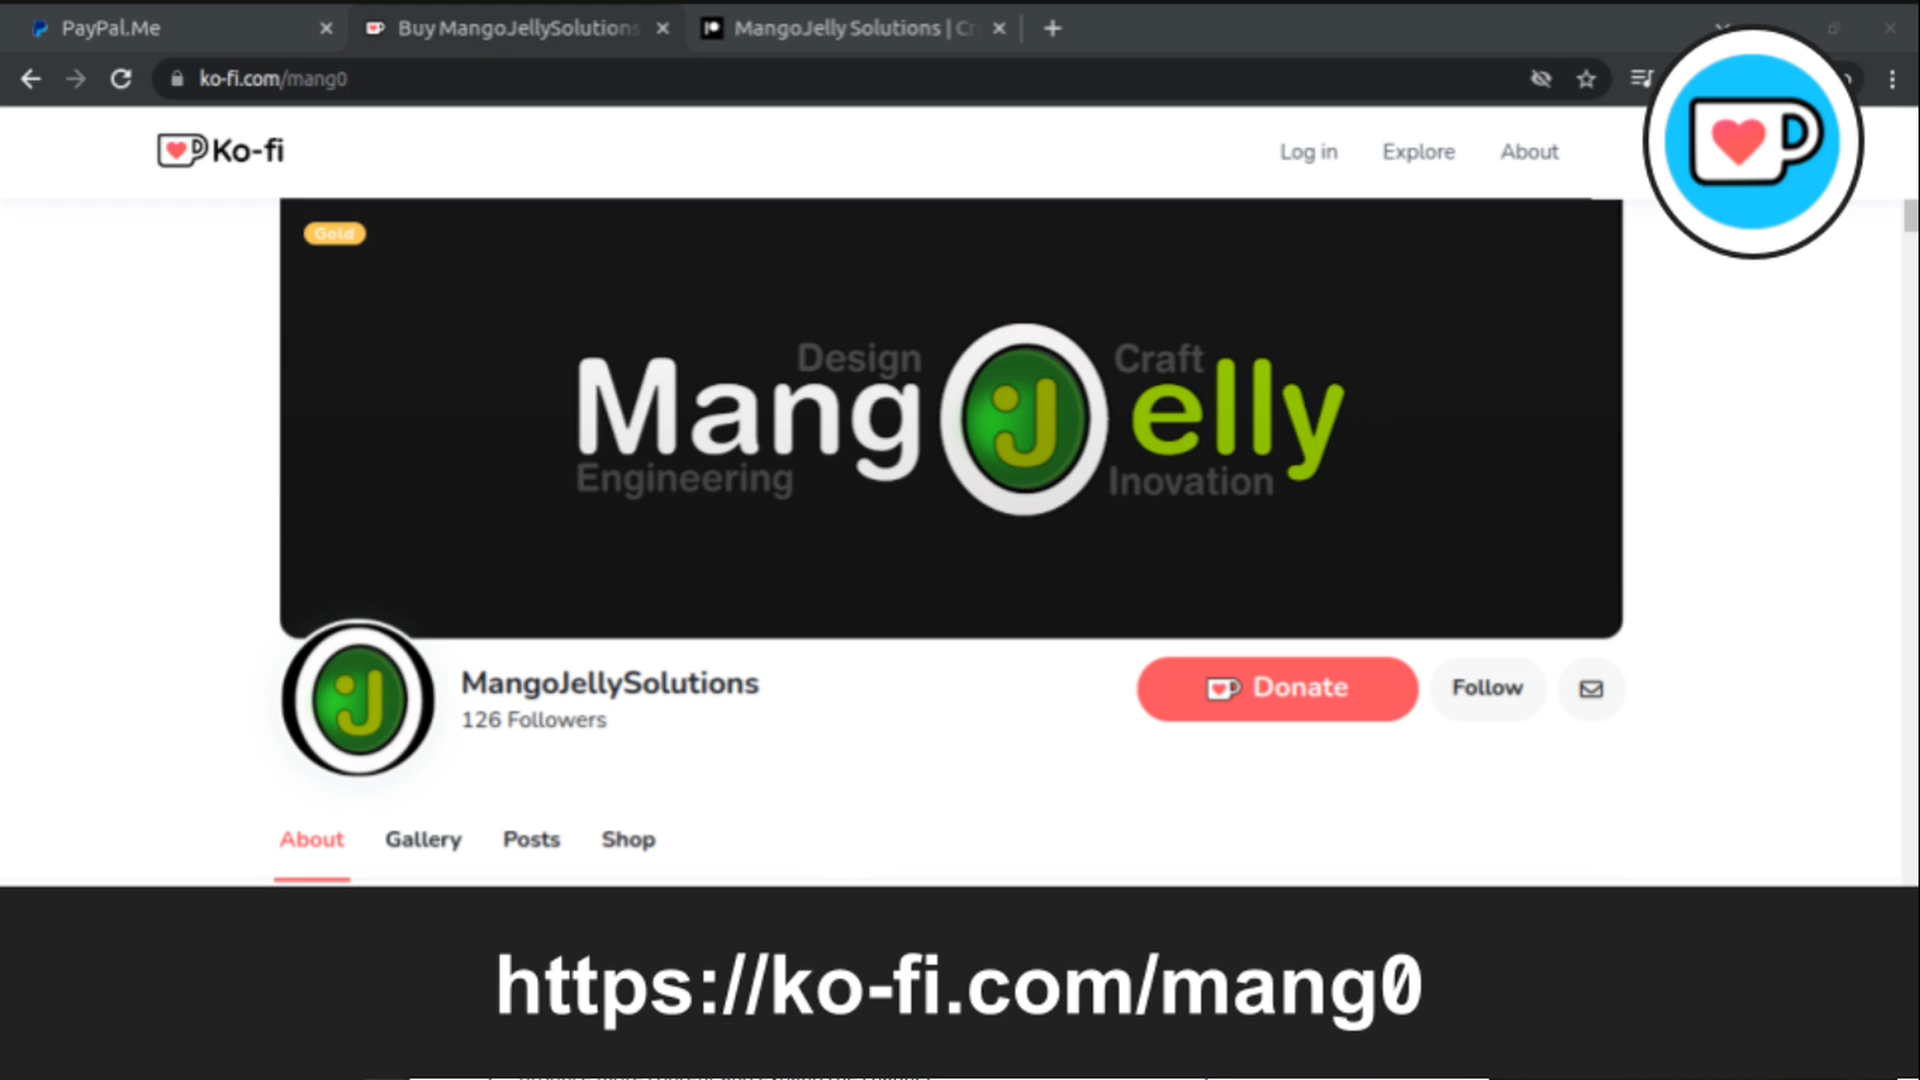 PayPal.Me
Buy MangoJellySolutions
MangoJelly Solutions | Cr
ko-fi.com/mang0
Ko-fi
Log in
Explore
About
Gold
Design
Craft
Mang J elly
Engineering
Inovation
J
MangoJellySolutions
126 Followers
Donate
Follow
About
Gallery
Posts
Shop
https://ko-fi.com/mang0